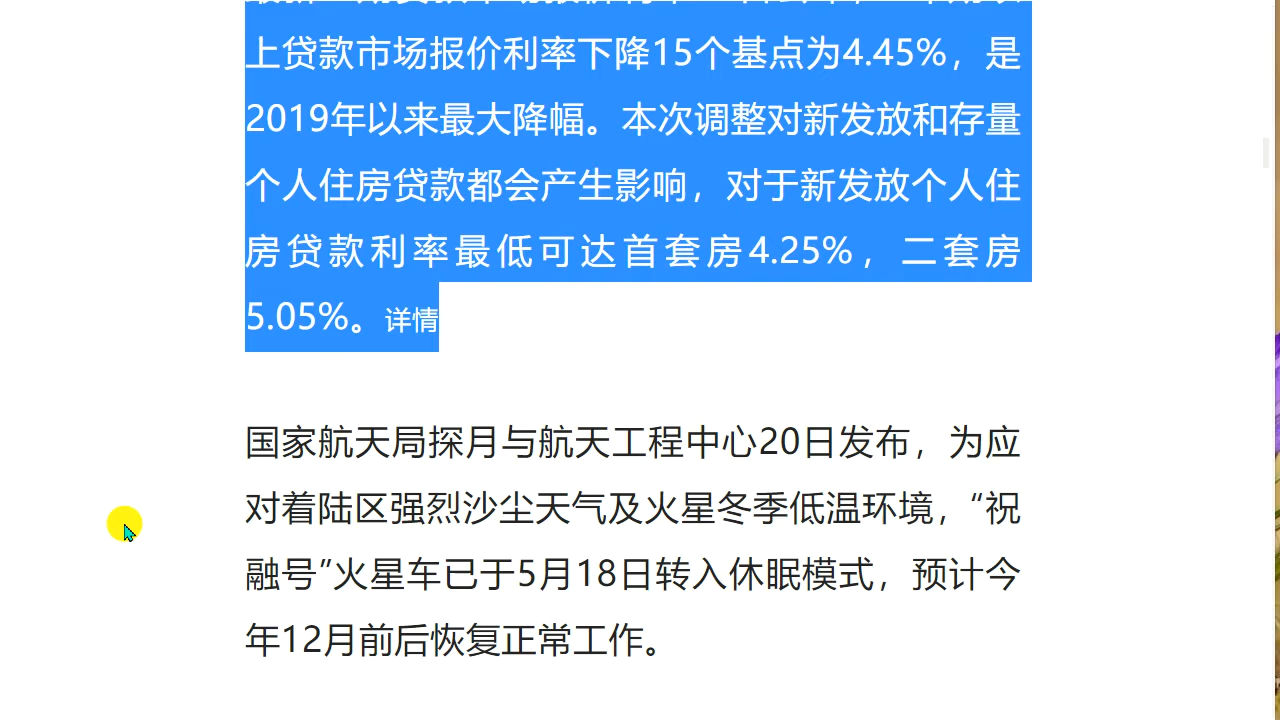 上贷款市场报价利率下降15个基点为4.45%，是
2019年以来最大降幅。本次调整对新发放和存量
个人住房贷款都会产生影响，对于新发放个人住
房贷款利率最低可达首套房4.25%，二套房
5.05%。详情
国家航天局探月与航天工程中心20日发布，为应
对着陆区强烈沙尘天气及火星冬季低温环境，“祝
融号”火星车已于5月18日转入休眠模式，预计今
年12月前后恢复正常工作。